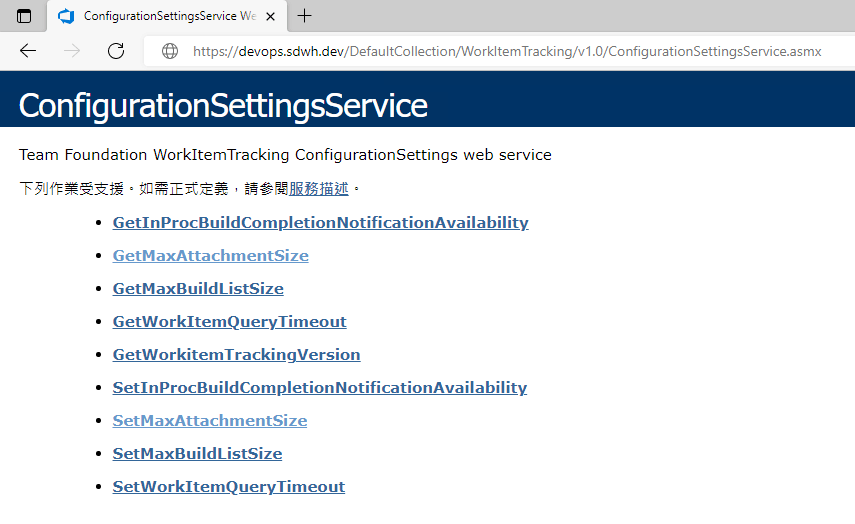 ConfigurationSettingsService We
https://devops.sdwh.dev/DefaultCollection/WorkItemTracking/v1.0/ConfigurationSettingsService.asmx
ConfigurationSettingsService
Team Foundation WorkItemTracking ConfigurationSettings web service
下列作業受支援。如需正式定義，請參閱服務描述。
GetInProcBuildCompletionNotificationAvailability
GetMaxAttachmentSize
GetMaxBuildListSize
GetWorkItemQueryTimeout
GetWorkitemTrackingVersion
SetInProcBuildCompletionNotificationAvailability
SetMaxAttachmentSize
SetMaxBuildListSize
SetWorkItemQueryTimeout